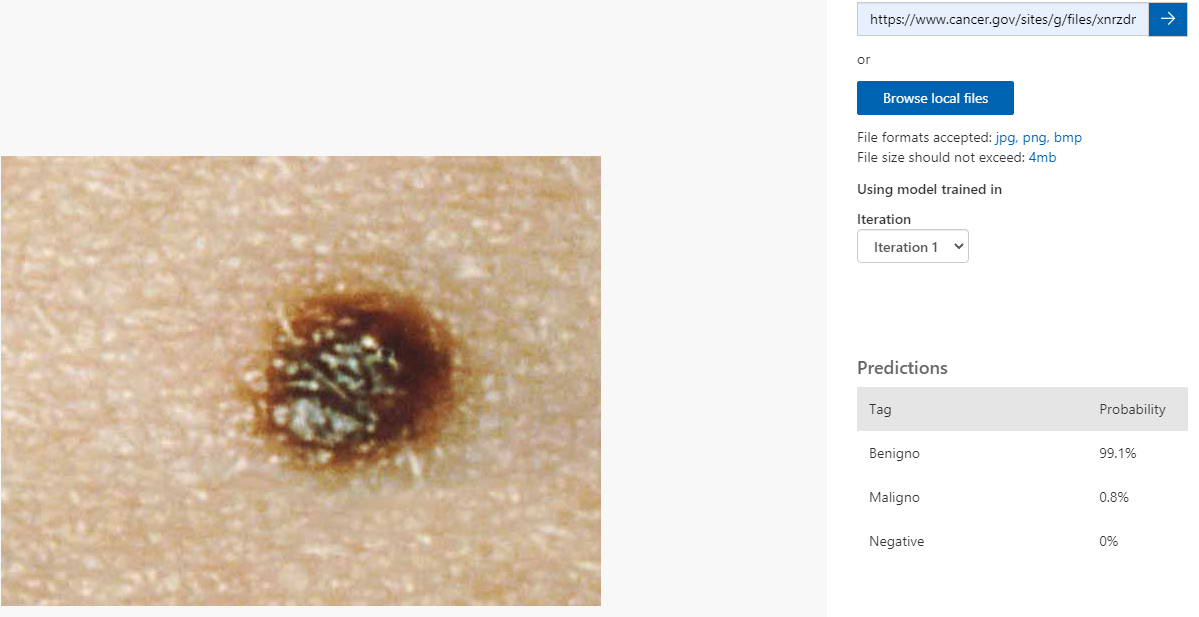 https://www.cancer.gov/sites/g/files/xnrzdr
or
Browse local files
File formats accepted: jpg, png, bmp
File size should not exceed: 4mb
Using model trained in
Iteration
Iteration 1
Predictions
Tag Probability
Benigno 99.1%
Maligno 0.8%
Negative 0%